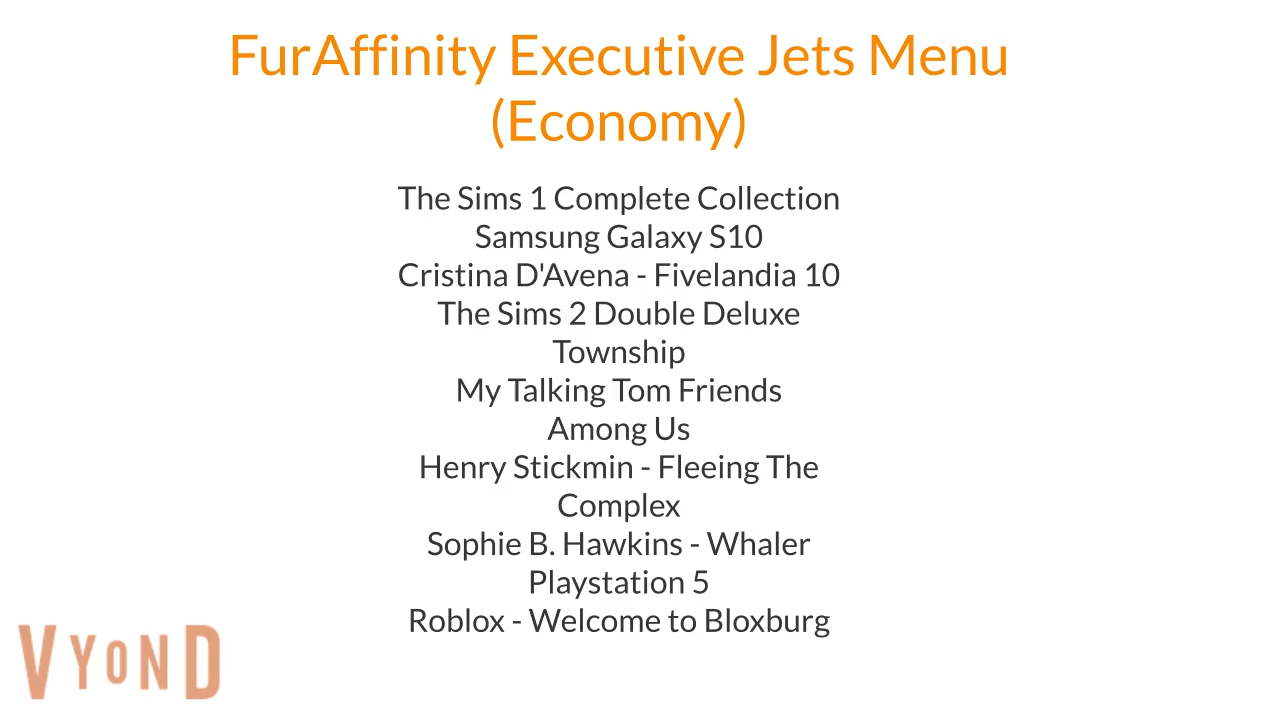 FurAffinity Executive Jets Menu
(Economy)
The Sims 1 Complete Collection
Samsung Galaxy S10
Cristina D'Avena - Fivelandia 10
The Sims 2 Double Deluxe
Township
My Talking Tom Friends
Among Us
Henry Stickmin - Fleeing The
Complex
Sophie B. Hawkins - Whaler
Playstation 5
Roblox - Welcome to Bloxburg
VYOND